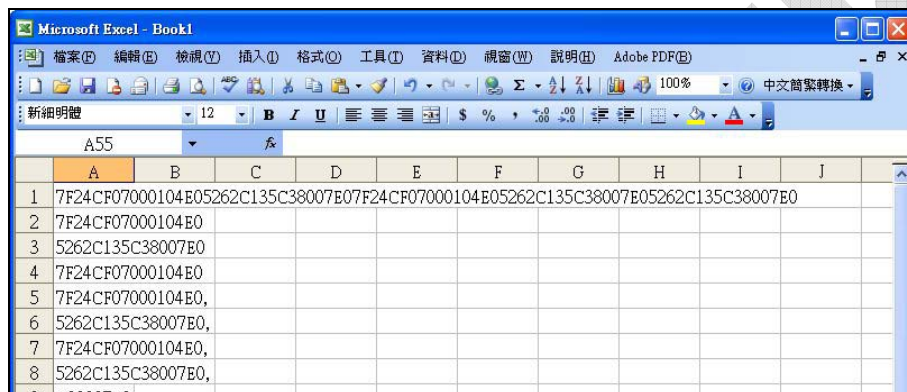 Microsoft Excel - Book1
檔案(F) 編輯(E) 檢視(V) 插入(I) 格式(O) 工具(T) 資料(D) 視窗(W) 說明(H) Adobe PDF(B)
100% 中文簡繁轉換
新細明體 12 B I U $ % ,
A55 fx
A B C D E F G H I J
1 7F24CF07000104E05262C135C38007E07F24CF07000104E05262C135C38007E05262C135C38007E0
2 7F24CF07000104E0
3 5262C135C38007E0
4 7F24CF07000104E0
5 7F24CF07000104E0,
6 5262C135C38007E0,
7 7F24CF07000104E0,
8 5262C135C38007E0,